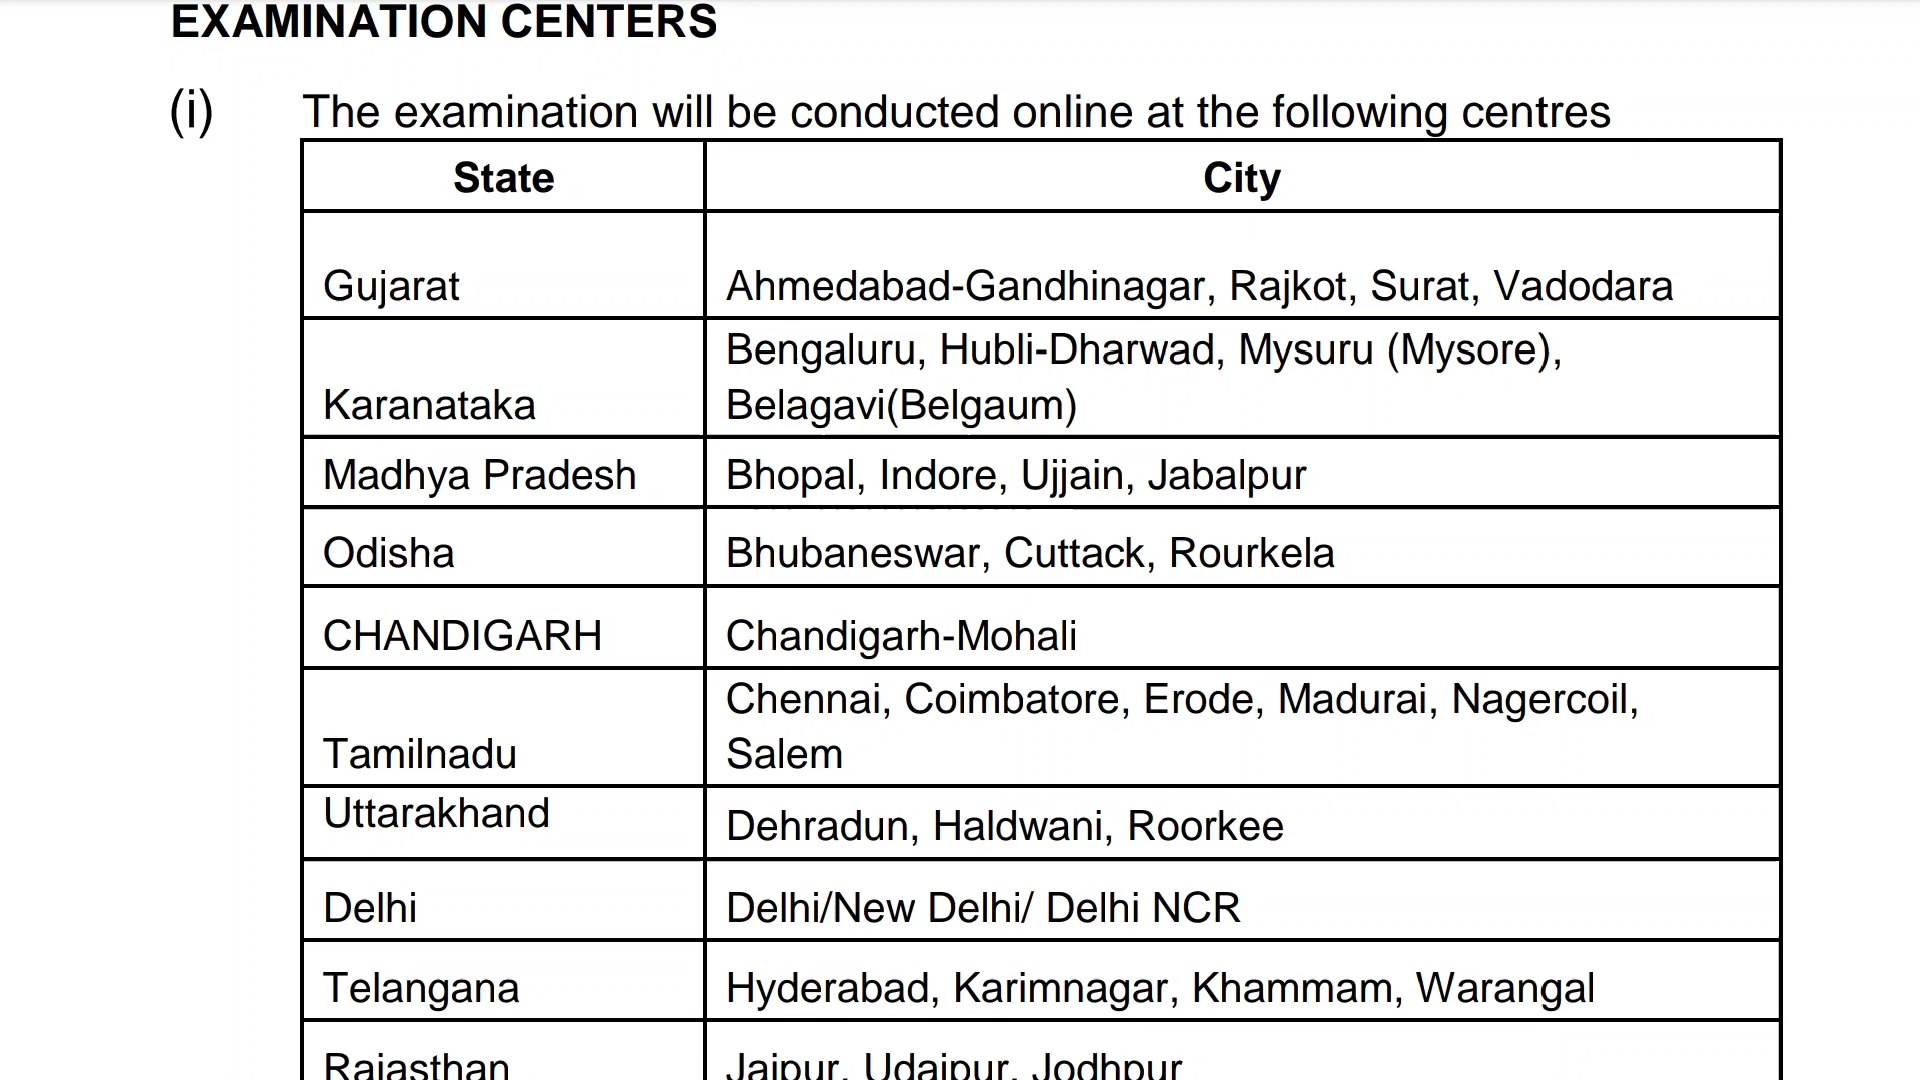 EXAMINATION CENTERS
(i) The examination will be conducted online at the following centres
State City
Gujarat Ahmedabad-Gandhinagar, Rajkot, Surat, Vadodara
Bengaluru, Hubli-Dharwad, Mysuru (Mysore),
Karanataka Belagavi(Belgaum)
Madhya Pradesh Bhopal, Indore, Ujjain, Jabalpur
Odisha Bhubaneswar, Cuttack, Rourkela
CHANDIGARH Chandigarh-Mohali
Chennai, Coimbatore, Erode, Madurai, Nagercoil,
Tamilnadu Salem
Uttarakhand Dehradun, Haldwani, Roorkee
Delhi Delhi/New Delhi/ Delhi NCR
Telangana Hyderabad, Karimnagar, Khammam, Warangal
Rajasthan Jaipur, Udaipur, Jodhpur